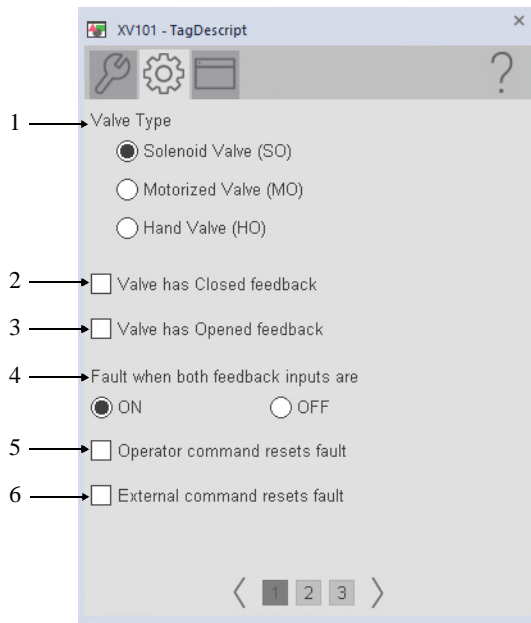 XV101 - TagDescript
×
?
1 Valve Type
Solenoid Valve (SO)
Motorized Valve (MO)
Hand Valve (HO)
2 Valve has Closed feedback
3 Valve has Opened feedback
4 Fault when both feedback inputs are
ON OFF
5 Operator command resets fault
6 External command resets fault
1 2 3